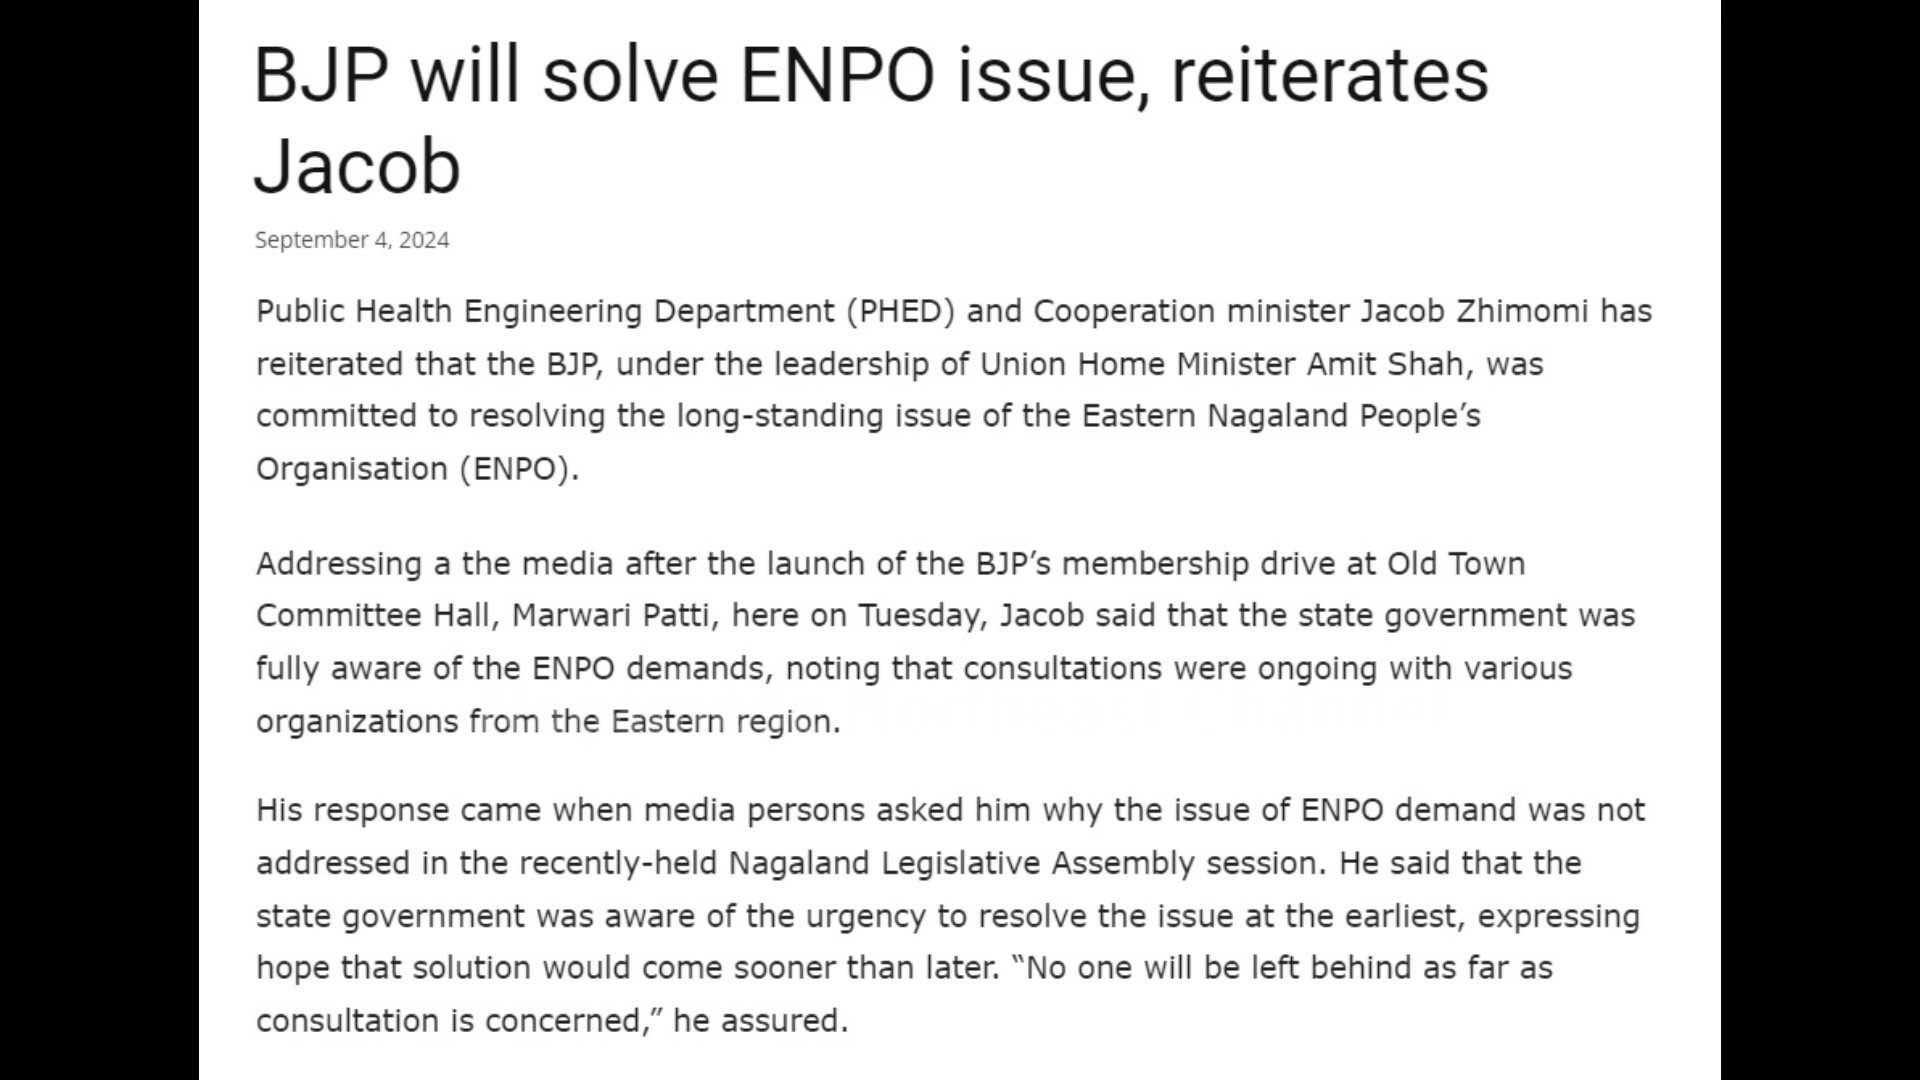 BJP will solve ENPO issue, reiterates
Jacob
September 4, 2024
Public Health Engineering Department (PHED) and Cooperation minister Jacob Zhimomi has
reiterated that the BJP, under the leadership of Union Home Minister Amit Shah, was
committed to resolving the long-standing issue of the Eastern Nagaland People’s
Organisation (ENPO).
Addressing a the media after the launch of the BJP’s membership drive at Old Town
Committee Hall, Marwari Patti, here on Tuesday, Jacob said that the state government was
fully aware of the ENPO demands, noting that consultations were ongoing with various
organizations from the Eastern region.
His response came when media persons asked him why the issue of ENPO demand was not
addressed in the recently-held Nagaland Legislative Assembly session. He said that the
state government was aware of the urgency to resolve the issue at the earliest, expressing
hope that solution would come sooner than later. “No one will be left behind as far as
consultation is concerned,” he assured.